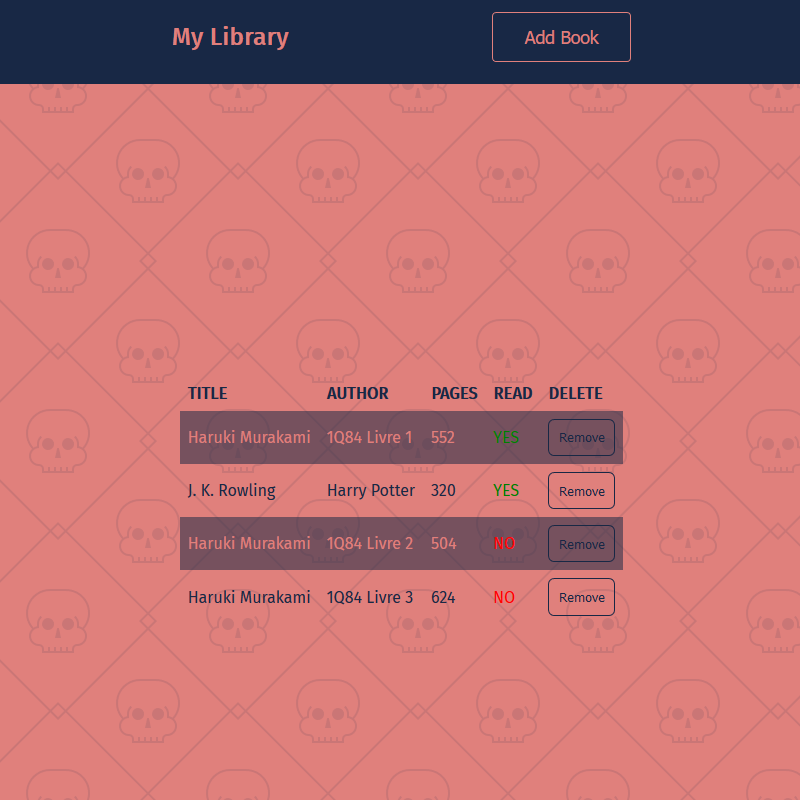 My Library Add Book
TITLE AUTHOR PAGES READ DELETE
Haruki Murakami 1Q84 Livre 1 552 YES Remove
J. K. Rowling Harry Potter 320 YES Remove
Haruki Murakami 1Q84 Livre 2 504 NO Remove
Haruki Murakami 1Q84 Livre 3 624 NO Remove